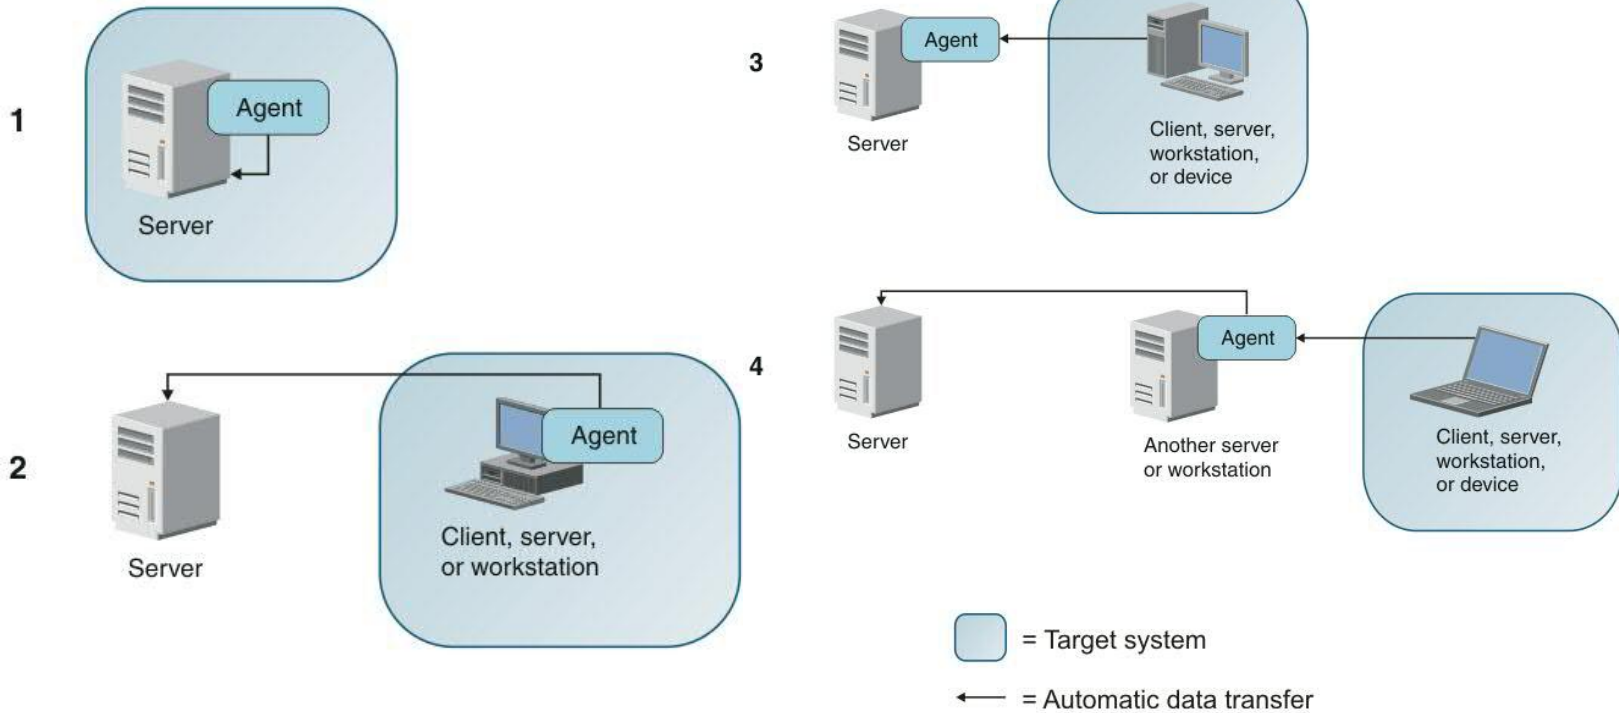 1
Agent
Server
2
Agent
Server
Client, server,
or workstation
3
Agent
Server
Client, server,
workstation,
or device
4
Agent
Server
Another server
or workstation
Client, server,
workstation,
or device
= Target system
= Automatic data transfer